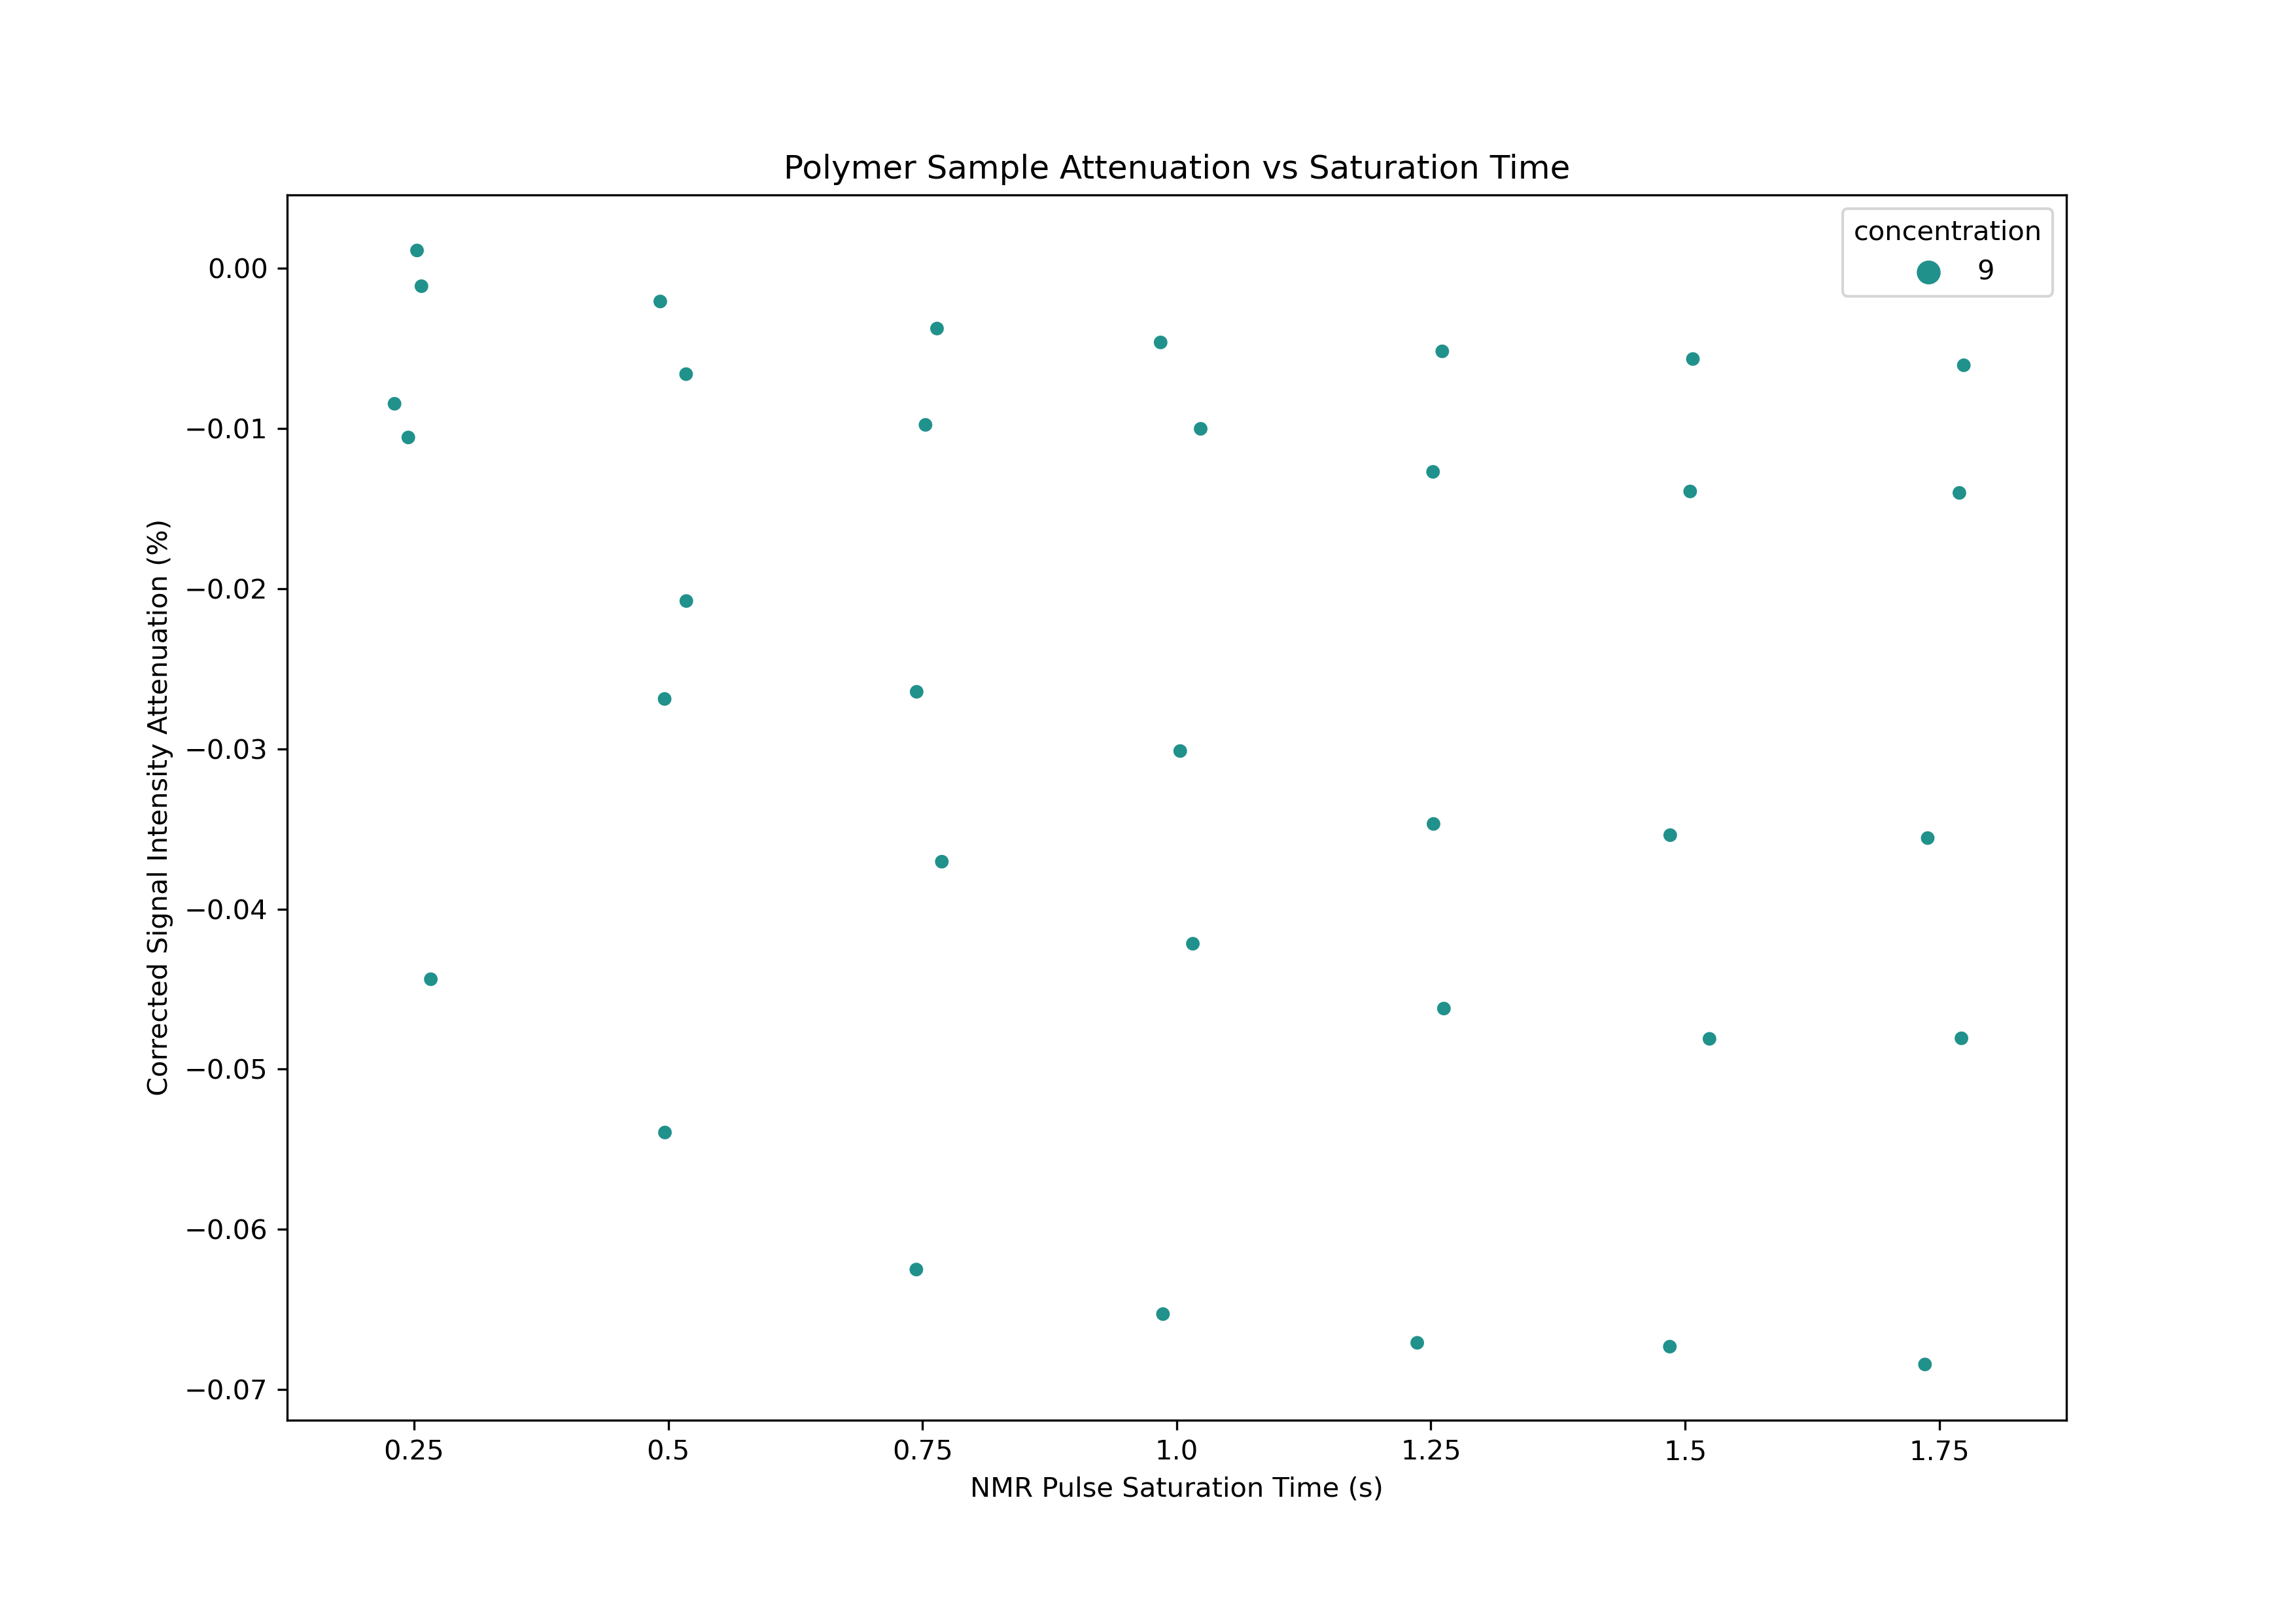 Polymer Sample Attenuation vs Saturation Time
concentration
9
0.00
−0.01
−0.02
−0.03
−0.04
−0.05
−0.06
−0.07
Corrected Signal Intensity Attenuation (%)
0.25 0.5 0.75 1.0 1.25 1.5 1.75
NMR Pulse Saturation Time (s)